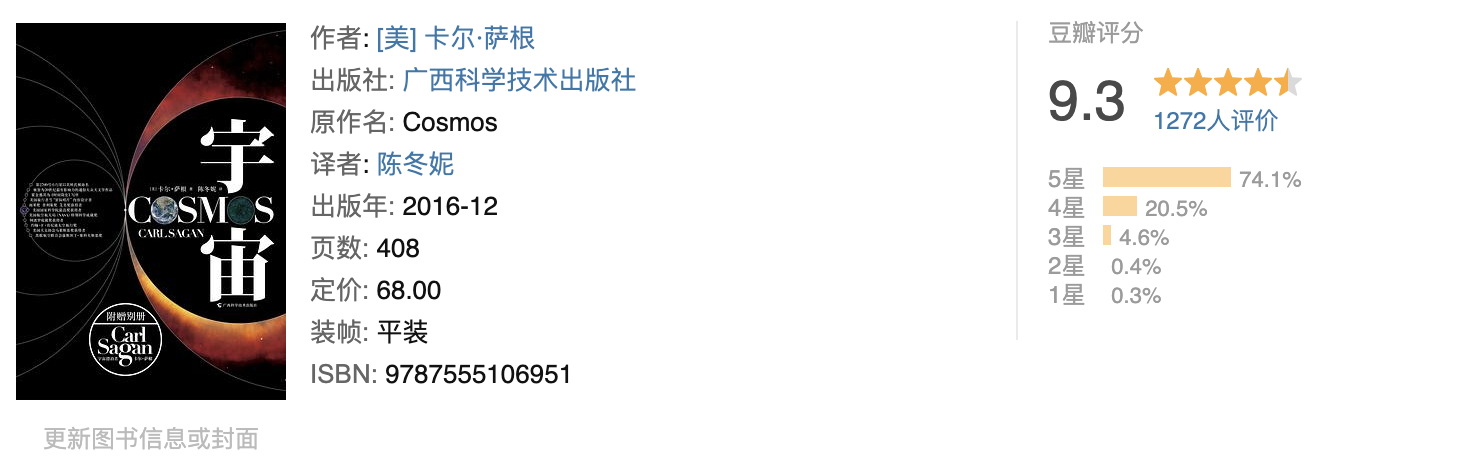 宇
宙
[美] 卡尔·萨根 著 陈冬妮 译
COSMOS
CARL SAGAN
广西科学技术出版社
附赠别册
Carl
Sagan
更新图书信息或封面
作者: [美] 卡尔·萨根
出版社: 广西科学技术出版社
原作名: Cosmos
译者: 陈冬妮
出版年: 2016-12
页数: 408
定价: 68.00
装帧: 平装
ISBN: 9787555106951
豆瓣评分
9.3
1272人评价
5星 74.1%
4星 20.5%
3星 4.6%
2星 0.4%
1星 0.3%